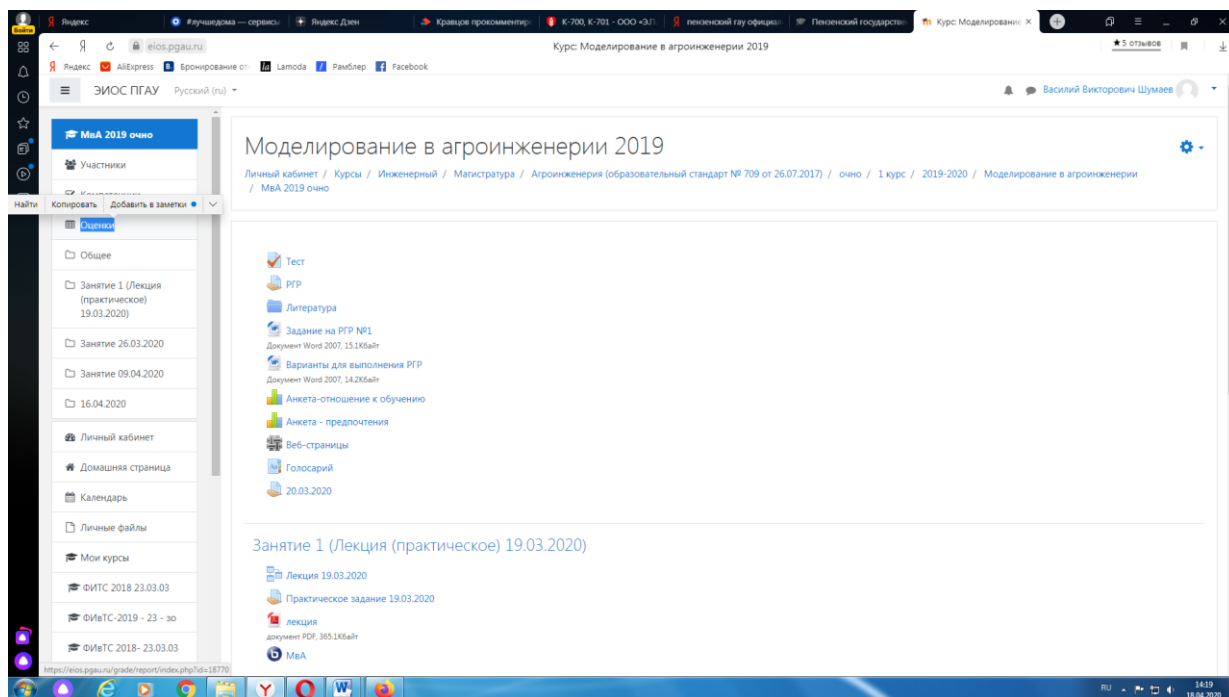 Яндекс
#лучшедома — сервисы
Яндекс Дзен
Кравцов прокомментиро
К-700, К-701 - ООО «З.П
пензенский гау официал
Пензенский государстве
Курс: Моделирование
Войти
eios.pgau.ru
Курс: Моделирование в агроинженерии 2019
★ 5 отзывов
Яндекс
AliExpress
Бронирование от
Lamoda
Рамблер
Facebook
ЭИОС ПГАУ
Русский (ru)
Василий Викторович Шумаев
МвА 2019 очно
Участники
Компетенции
Найти
Копировать
Добавить в заметки
Оценки
Общее
Занятие 1 (Лекция
(практическое)
19.03.2020)
Занятие 26.03.2020
Занятие 09.04.2020
16.04.2020
Личный кабинет
Домашняя страница
Календарь
Личные файлы
Мои курсы
ФИТС 2018 23.03.03
ФИвТС-2019 - 23 - зо
ФИвТС 2018- 23.03.03
https://eios.pgau.ru/grade/report/index.php?id=18770
Моделирование в агроинженерии 2019
Личный кабинет / Курсы / Инженерный / Магистратура / Агроинженерия (образовательный стандарт № 709 от 26.07.2017) / очно / 1 курс / 2019-2020 / Моделирование в агроинженерии
/ МвА 2019 очно
Тест
РГР
Литература
Задание на РГР №1
Документ Word 2007, 15.1Кбайт
Варианты для выполнения РГР
Документ Word 2007, 14.2Кбайт
Анкета-отношение к обучению
Анкета - предпочтения
Веб-страницы
Голосарий
20.03.2020
Занятие 1 (Лекция (практическое) 19.03.2020)
Лекция 19.03.2020
Практическое задание 19.03.2020
лекция
документ PDF, 365.1Кбайт
МвА
RU
14:19
18.04.2020